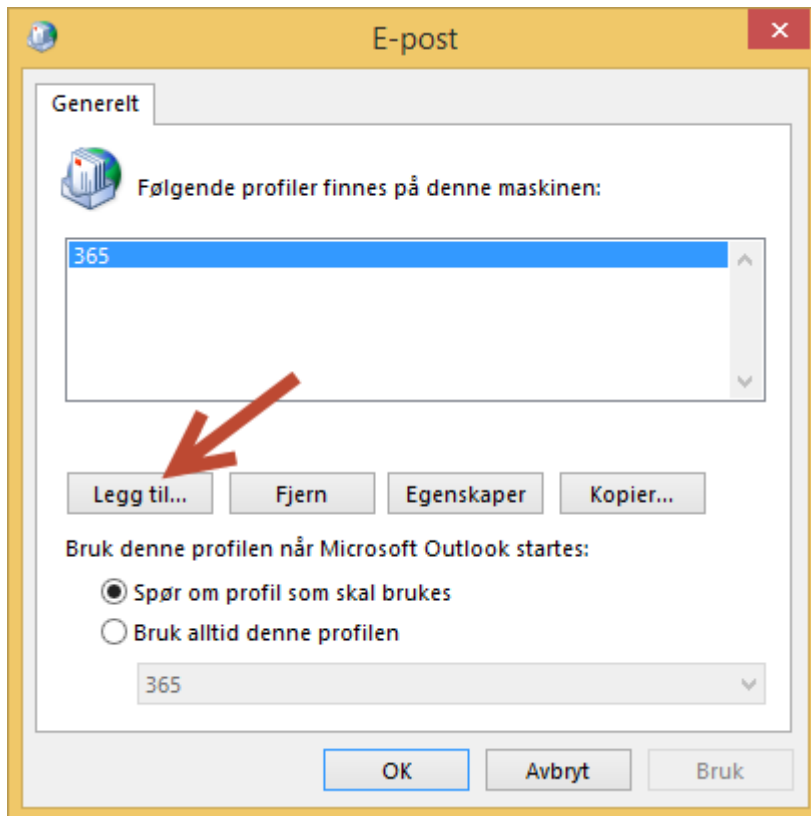 E-post
Generelt
Følgende profiler finnes på denne maskinen:
365
Legg til...
Fjern
Egenskaper
Kopier...
Bruk denne profilen når Microsoft Outlook startes:
Spør om profil som skal brukes
Bruk alltid denne profilen
365
OK
Avbryt
Bruk